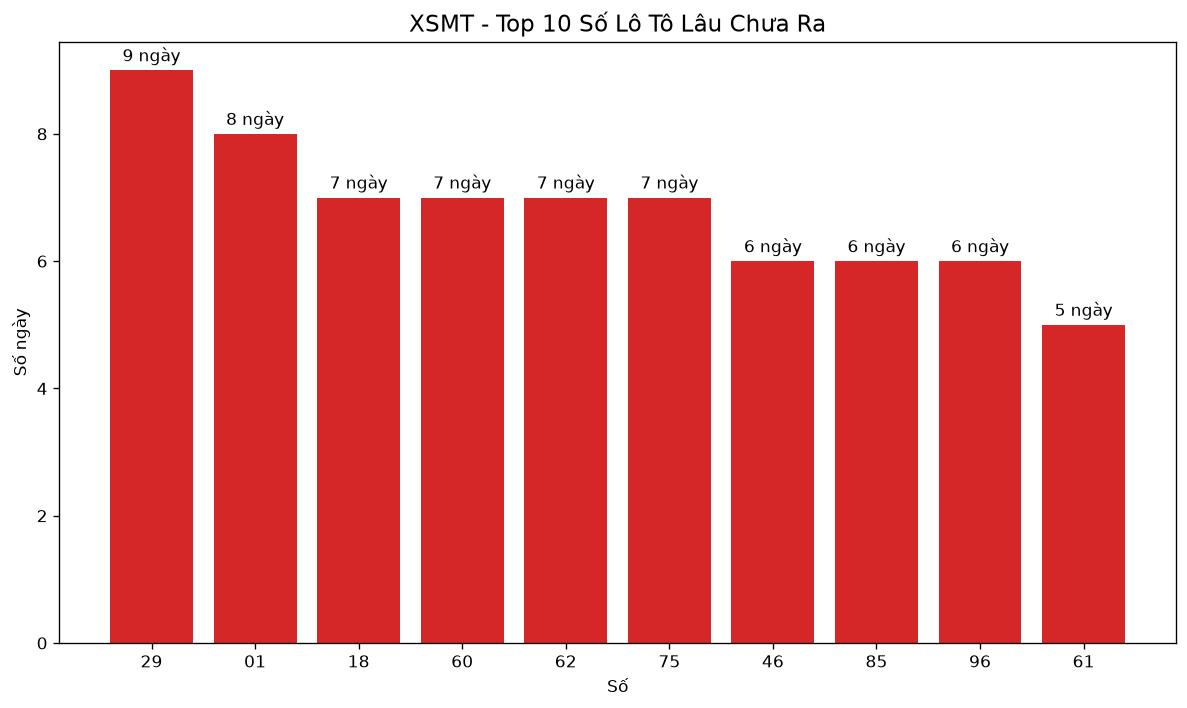 XSMT - Top 10 Số Lô Tô Lâu Chưa Ra
9 ngày
8 ngày
7 ngày
7 ngày
7 ngày
7 ngày
6 ngày
6 ngày
6 ngày
5 ngày
Số ngày
8
6
4
2
0
29 01 18 60 62 75 46 85 96 61
Số